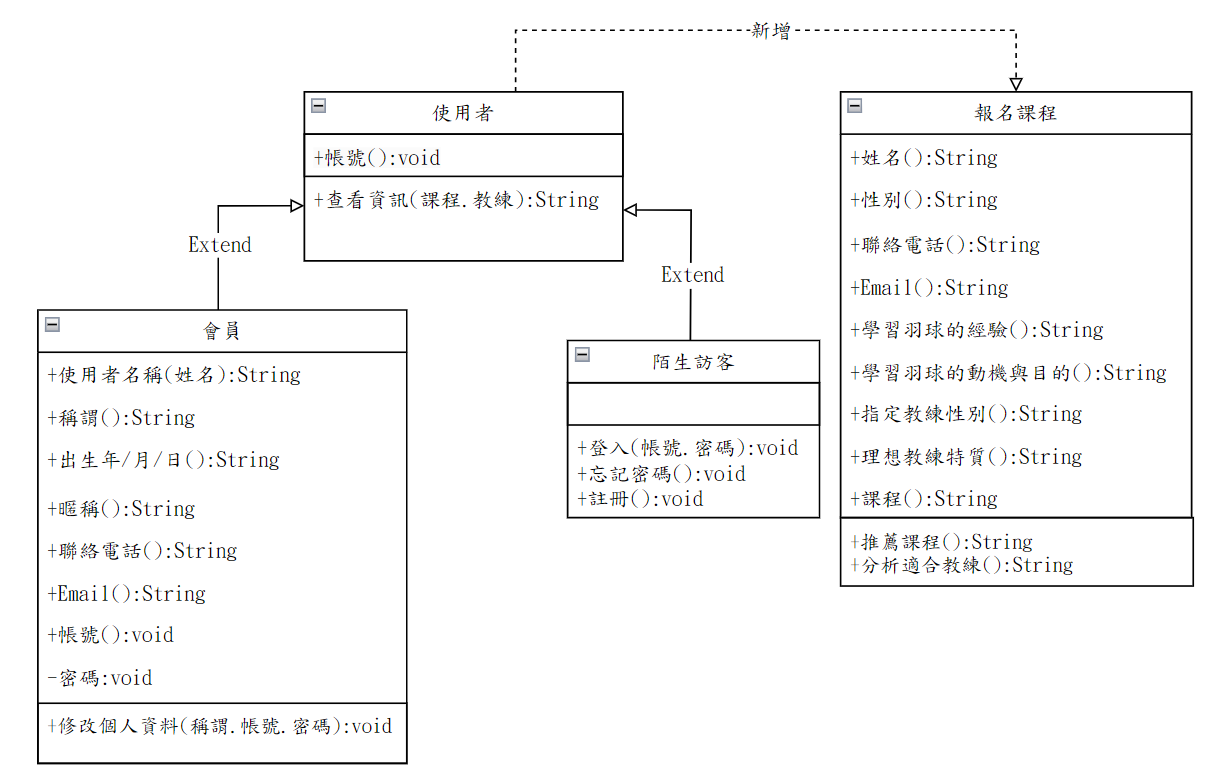 新增
使用者
+帳號():void
+查看資訊(課程.教練):String
Extend
Extend
會員
+使用者名稱(姓名):String
+稱謂():String
+出生年/月/日():String
+暱稱():String
+聯絡電話():String
+Email():String
+帳號():void
-密碼:void
+修改個人資料(稱謂.帳號.密碼):void
陌生訪客
+登入(帳號.密碼):void
+忘記密碼():void
+註冊():void
報名課程
+姓名():String
+性別():String
+聯絡電話():String
+Email():String
+學習羽球的經驗():String
+學習羽球的動機與目的():String
+指定教練性別():String
+理想教練特質():String
+課程():String
+推薦課程():String
+分析適合教練():String